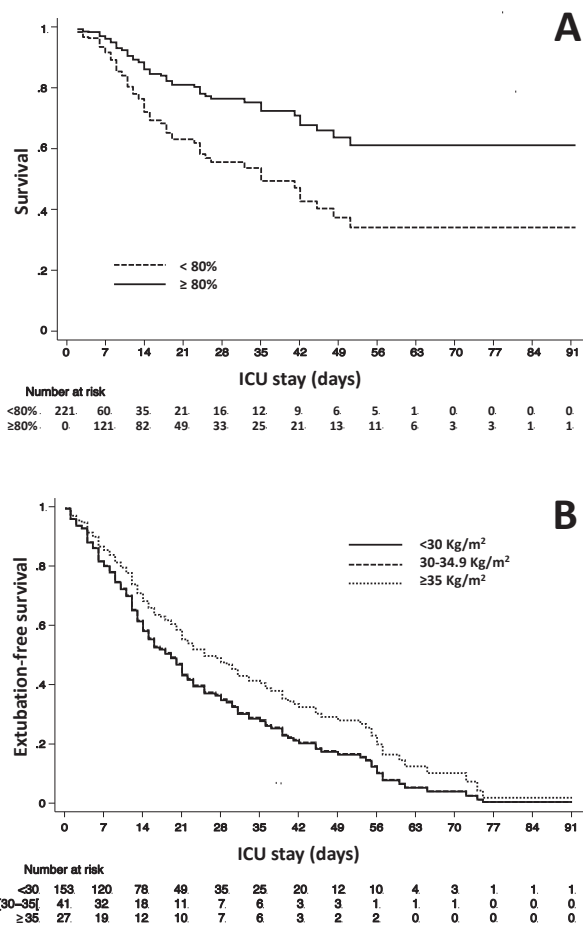 A
1.
.8
.6
.4
.2
0
Survival
< 80%
≥ 80%
0 7 14 21 28 35 42 49 56 63 70 77 84 91
ICU stay (days)
Number at risk
<80%. 221. 60. 35. 21. 16. 12. 9. 6. 5. 1. 0. 0. 0. 0.
≥80%. 0. 121. 82. 49. 33. 25. 21. 13. 11. 6. 3. 3. 1. 1.
B
1.
.8
.6
.4
.2
0
Extubation-free survival
<30 Kg/m²
30-34.9 Kg/m²
≥35 Kg/m²
0 7 14 21 28 35 42 49 56 63 70 77 84 91
ICU stay (days)
Number at risk
<30. 153. 120. 78. 49. 35. 25. 20. 12. 10. 4. 3. 1. 1. 1.
[30–35[. 41. 32. 18. 11. 7. 6. 3. 3. 1. 1. 1. 0. 0. 0.
≥35. 27. 19. 12. 10. 7. 6. 3. 2. 2. 0. 0. 0. 0. 0.